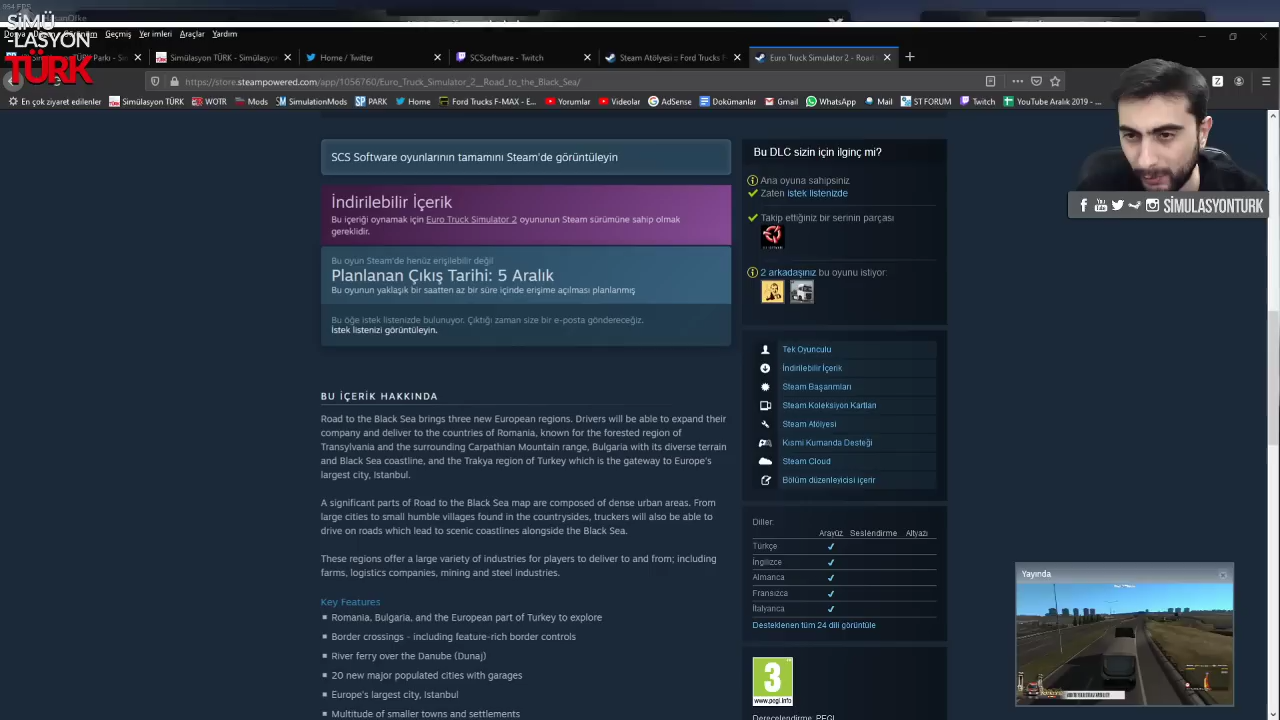 954 FPS
SİMÜ
-LASYON
TÜRK
Dosya Düzen Görünüm Geçmiş Yer imleri Araçlar Yardım
TÜRK Parkı - S
Simülasyon TÜRK
Home / Twitter
SCSsoftware - Twitch
Steam Atölyesi :: Ford Trucks F
Euro Truck Simulator 2 - Road
https://store.steampowered.com/app/1056760/Euro_Truck_Simulator_2__Road_to_the_Black_Sea/
En çok ziyaret edilenler Simülasyon TÜRK WOTR Mods SimulationMods PARK Home Ford Trucks F-MAX - E... Yorumlar Videolar AdSense Dokümanlar Gmail WhatsApp Mail ST FORUM Twitch YouTube Aralık 2019 -...
SİMÜLASYONTURK
SCS Software oyunlarının tamamını Steam'de görüntüleyin
İndirilebilir İçerik
Bu içeriği oynamak için Euro Truck Simulator 2 oyununun Steam sürümüne sahip olmak
gereklidir.
Bu oyun Steam'de henüz erişilebilir değil
Planlanan Çıkış Tarihi: 5 Aralık
Bu oyunun yaklaşık bir saatten az bir süre içinde erişime açılması planlanmış
Bu öğe istek listenizde bulunuyor. Çıktığı zaman size bir e-posta göndereceğiz.
İstek listenizi görüntüleyin.
BU İÇERİK HAKKINDA
Road to the Black Sea brings three new European regions. Drivers will be able to expand their
company and deliver to the countries of Romania, known for the forested region of
Transylvania and the surrounding Carpathian Mountain range, Bulgaria with its diverse terrain
and Black Sea coastline, and the Trakya region of Turkey which is the gateway to Europe's
largest city, Istanbul.
A significant parts of Road to the Black Sea map are composed of dense urban areas. From
large cities to small humble villages found in the countrysides, truckers will also be able to
drive on roads which lead to scenic coastlines alongside the Black Sea.
These regions offer a large variety of industries for players to deliver to and from; including
farms, logistics companies, mining and steel industries.
Key Features
Romania, Bulgaria, and the European part of Turkey to explore
Border crossings - including feature-rich border controls
River ferry over the Danube (Dunaj)
20 new major populated cities with garages
Europe's largest city, Istanbul
Multitude of smaller towns and settlements
Bu DLC sizin için ilginç mi?
Ana oyuna sahipsiniz
Zaten istek listenizde
Takip ettiğiniz bir serinin parçası
2 arkadaşınız bu oyunu istiyor:
Tek Oyunculu
İndirilebilir İçerik
Steam Başarımları
Steam Koleksiyon Kartları
Steam Atölyesi
Kısmi Kumanda Desteği
Steam Cloud
Bölüm düzenleyicisi içerir
Diller:
Arayüz Seslendirme Altyazı
Türkçe
İngilizce
Almanca
Fransızca
İtalyanca
Desteklenen tüm 24 dili görüntüle
3
www.pegi.info
Derecelendirme: PEGI
Yayında